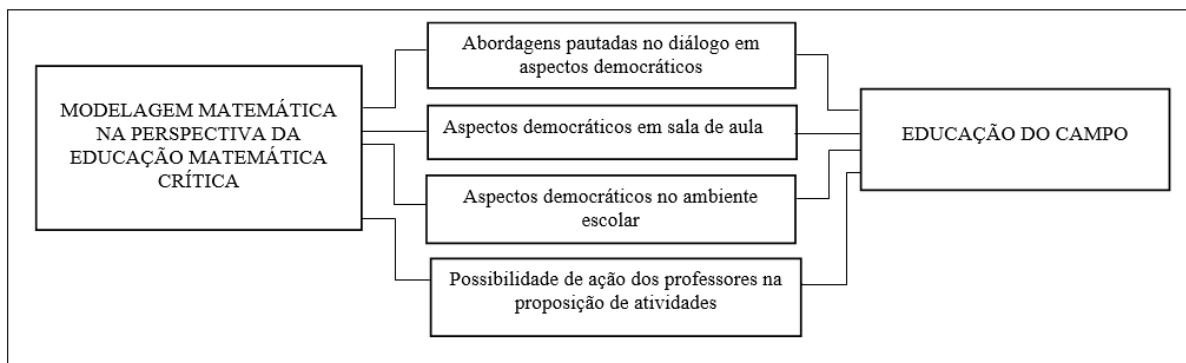 MODELAGEM MATEMÁTICA
NA PERSPECTIVA DA
EDUCAÇÃO MATEMÁTICA
CRÍTICA
Abordagens pautadas no diálogo em
aspectos democráticos
Aspectos democráticos em sala de aula
Aspectos democráticos no ambiente
escolar
Possibilidade de ação dos professores na
proposição de atividades
EDUCAÇÃO DO CAMPO